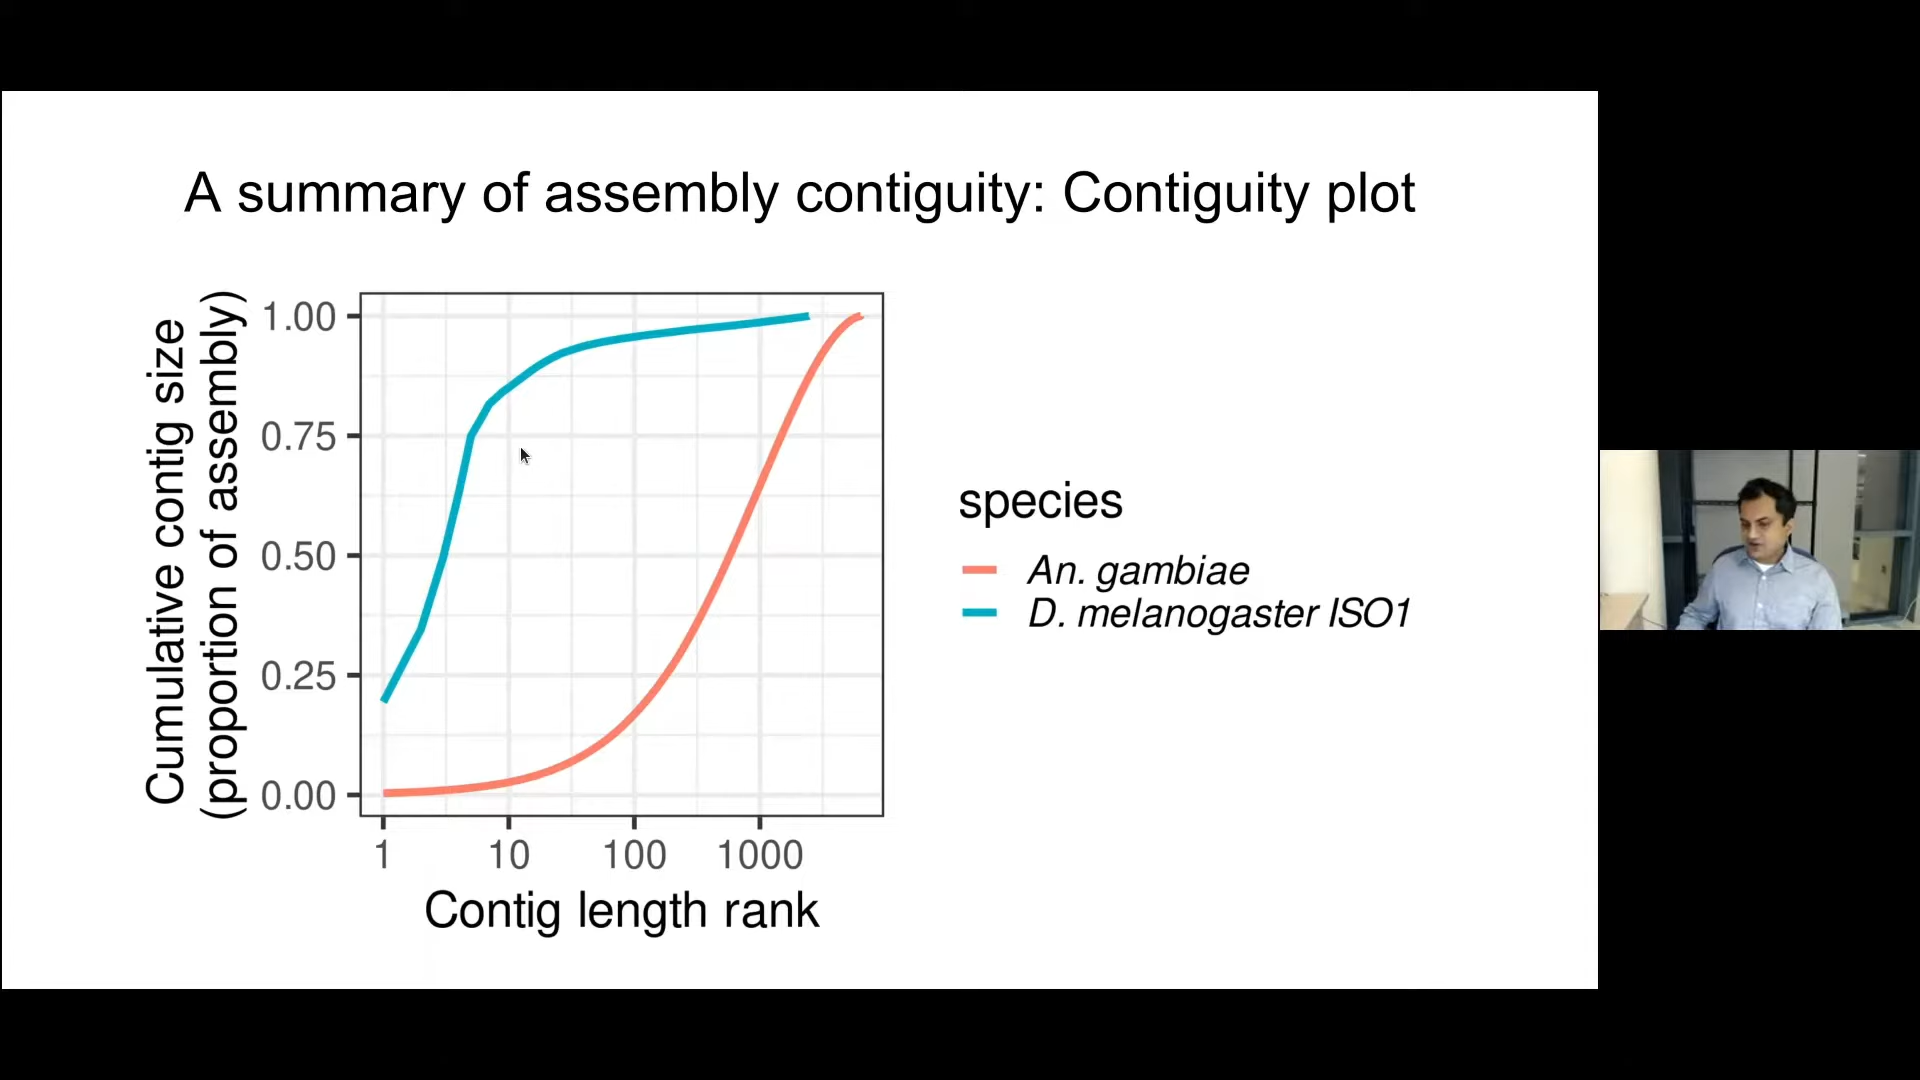 A summary of assembly contiguity: Contiguity plot
Cumulative contig size
(proportion of assembly)
1.00
0.75
0.50
0.25
0.00
1 10 100 1000
Contig length rank
species
An. gambiae
D. melanogaster ISO1